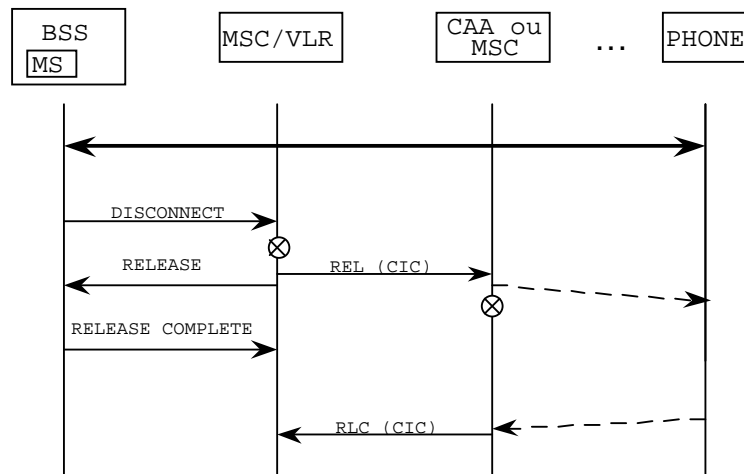 BSS
MS
MSC/VLR
CAA ou
MSC
...
PHONE
DISCONNECT
RELEASE
REL (CIC)
RELEASE COMPLETE
RLC (CIC)